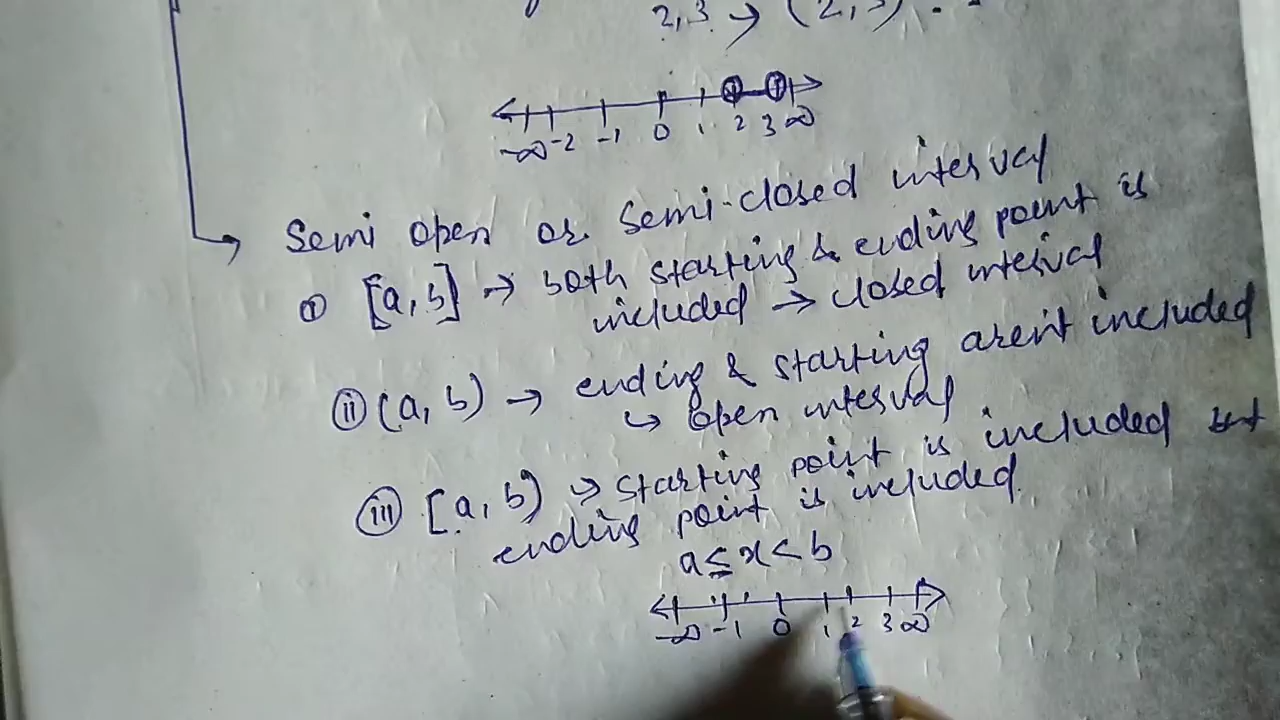 2,3 → (2,3)
-∞ -2 -1 0 1 2 3 ∞
Semi open or Semi-closed interval
① [a,b] → both starting & ending point is
included → closed interval
ⓘⓘ (a, b) → ending & starting aren't included
↳ open interval
ⓘⓘⓘ [a, b) → starting point is included but
ending point is included.
a ≤ x < b
-∞ -1 0 1 2 3 ∞